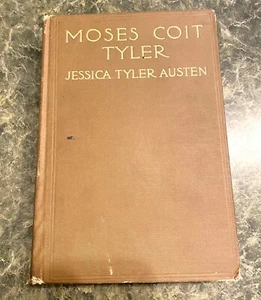 MOSES COIT
TYLER
JESSICA TYLER AUSTEN